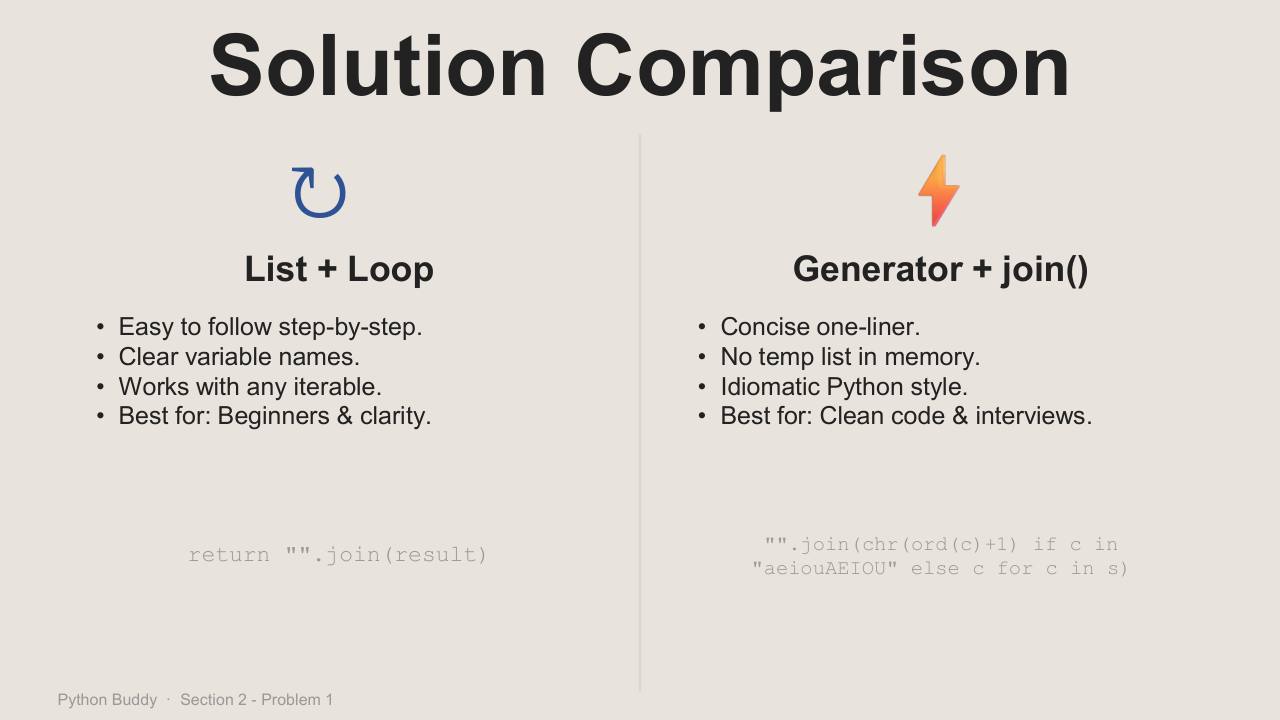 Solution Comparison
List + Loop
• Easy to follow step-by-step.
• Clear variable names.
• Works with any iterable.
• Best for: Beginners & clarity.
return "".join(result)
Generator + join()
• Concise one-liner.
• No temp list in memory.
• Idiomatic Python style.
• Best for: Clean code & interviews.
"".join(chr(ord(c)+1) if c in
"aeiouAEIOU" else c for c in s)
Python Buddy · Section 2 - Problem 1